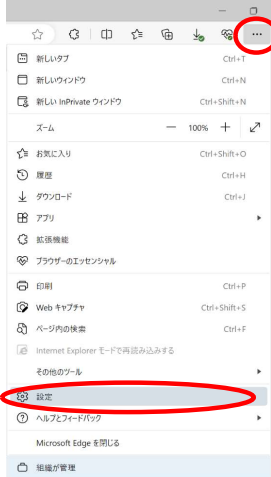 新しいタブ Ctrl+T
新しいウィンドウ Ctrl+N
新しい InPrivate ウィンドウ Ctrl+Shift+N
ズーム — 100% +
お気に入り Ctrl+Shift+O
履歴 Ctrl+H
ダウンロード Ctrl+J
アプリ
拡張機能
ブラウザーのエッセンシャル
印刷 Ctrl+P
Web キャプチャ Ctrl+Shift+S
ページ内の検索 Ctrl+F
Internet Explorer モードで再読み込みする
その他のツール
設定
ヘルプとフィードバック
Microsoft Edge を閉じる
組織が管理